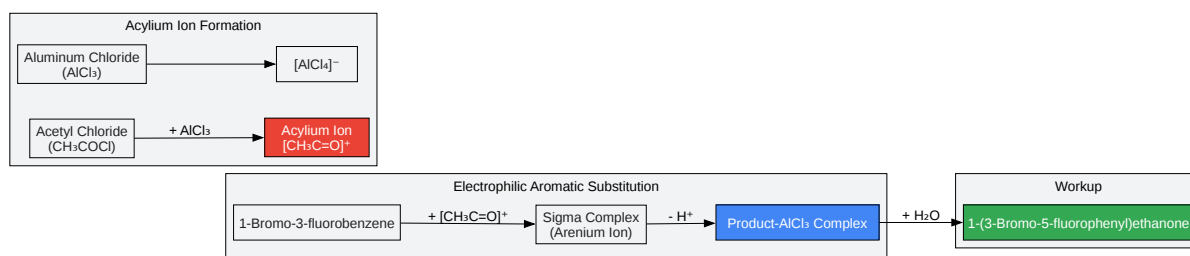 Acylium Ion Formation
Aluminum Chloride
(AlCl₃)
[AlCl₄]⁻
Acetyl Chloride
(CH₃COCl)
+ AlCl₃
Acylium Ion
[CH₃C=O]⁺
Electrophilic Aromatic Substitution
1-Bromo-3-fluorobenzene
+ [CH₃C=O]⁺
Sigma Complex
(Arenium Ion)
- H⁺
Product-AlCl₃ Complex
+ H₂O
Workup
1-(3-Bromo-5-fluorophenyl)ethanone